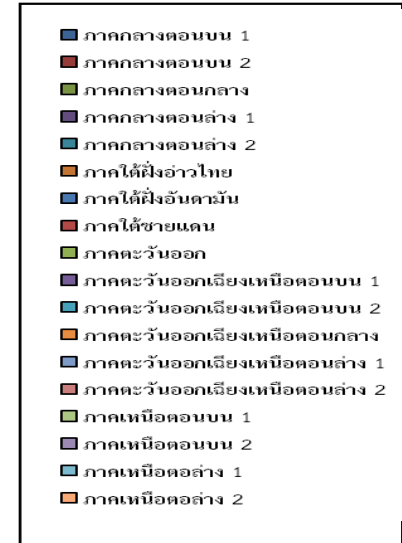 ภาคกลางตอนบน 1
ภาคกลางตอนบน 2
ภาคกลางตอนกลาง
ภาคกลางตอนล่าง 1
ภาคกลางตอนล่าง 2
ภาคใต้ฝั่งอ่าวไทย
ภาคใต้ฝั่งอันดามัน
ภาคใต้ชายแดน
ภาคตะวันออก
ภาคตะวันออกเฉียงเหนือตอนบน 1
ภาคตะวันออกเฉียงเหนือตอนบน 2
ภาคตะวันออกเฉียงเหนือตอนกลาง
ภาคตะวันออกเฉียงเหนือตอนล่าง 1
ภาคตะวันออกเฉียงเหนือตอนล่าง 2
ภาคเหนือตอนบน 1
ภาคเหนือตอนบน 2
ภาคเหนือตอล่าง 1
ภาคเหนือตอล่าง 2